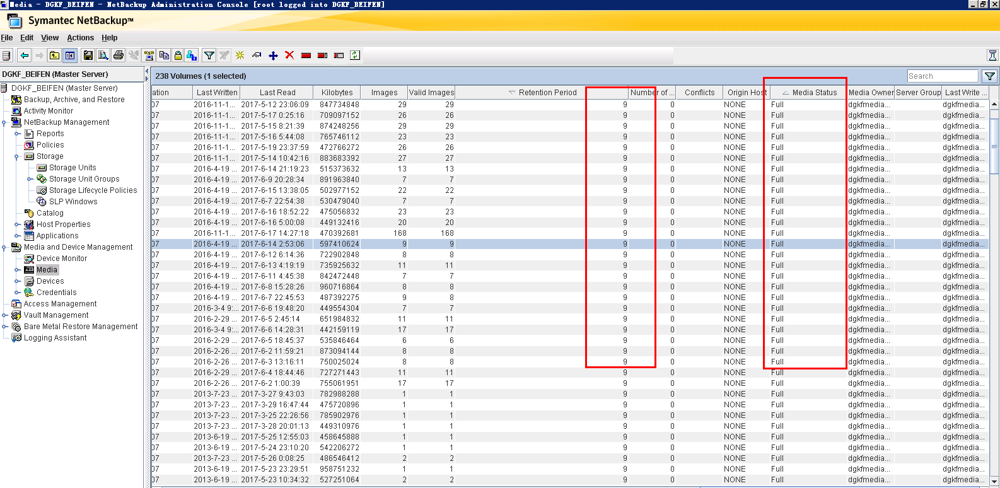 Media - DGKF_BEIFEN - NetBackup Administration Console [root logged into DGKF_BEIFEN]
Symantec NetBackup™
File Edit View Actions Help
DGKF_BEIFEN (Master Server)
DGKF_BEIFEN (Master Server)
Backup, Archive, and Restore
Activity Monitor
NetBackup Management
Reports
Policies
Storage
Storage Units
Storage Unit Groups
Storage Lifecycle Policies
SLP Windows
Catalog
Host Properties
Applications
Media and Device Management
Device Monitor
Media
Devices
Credentials
Access Management
Vault Management
Bare Metal Restore Management
Logging Assistant
238 Volumes (1 selected)
Search
ation Last Written Last Read Kilobytes Images Valid Images Retention Period Number of ... Conflicts Origin Host Media Status Media Owner Server Group Last Write ...
07 2016-11-1... 2017-5-12 23:06:09 847734848 29 29 9 0 NONE Full dgkfmedia... dgkfmedia...
07 2016-11-1... 2017-5-17 0:25:16 709097152 26 26 9 0 NONE Full dgkfmedia... dgkfmedia...
07 2016-11-1... 2017-5-15 8:21:39 874248256 29 29 9 0 NONE Full dgkfmedia... dgkfmedia...
07 2016-11-1... 2017-5-16 5:44:08 765746112 23 23 9 0 NONE Full dgkfmedia... dgkfmedia...
07 2016-11-1... 2017-5-19 23:37:59 472766272 26 26 9 0 NONE Full dgkfmedia... dgkfmedia...
07 2016-11-1... 2017-5-14 10:42:16 883683392 27 27 9 0 NONE Full dgkfmedia... dgkfmedia...
07 2016-4-19 ... 2017-6-14 21:19:23 515373632 13 13 9 0 NONE Full dgkfmedia... dgkfmedia...
07 2016-4-19 ... 2017-6-9 20:28:34 891963840 7 7 9 0 NONE Full dgkfmedia... dgkfmedia...
07 2016-4-19 ... 2017-6-15 13:38:05 502977152 22 22 9 0 NONE Full dgkfmedia... dgkfmedia...
07 2016-4-19 ... 2017-6-7 22:54:38 530479040 7 7 9 0 NONE Full dgkfmedia... dgkfmedia...
07 2016-4-19 ... 2017-6-16 18:52:22 475056832 23 23 9 0 NONE Full dgkfmedia... dgkfmedia...
07 2016-4-19 ... 2017-6-16 5:00:08 449132416 20 20 9 0 NONE Full dgkfmedia... dgkfmedia...
07 2016-11-1... 2017-6-17 14:27:18 470392681 168 168 9 0 NONE Full dgkfmedia... dgkfmedia...
07 2016-4-19 ... 2017-6-14 2:53:06 597410624 9 9 9 0 NONE Full dgkfmedia... dgkfmedia...
07 2016-4-19 ... 2017-6-12 6:14:36 722902848 8 8 9 0 NONE Full dgkfmedia... dgkfmedia...
07 2016-4-19 ... 2017-6-13 4:19:19 735925632 11 11 9 0 NONE Full dgkfmedia... dgkfmedia...
07 2016-4-19 ... 2017-6-11 4:45:38 842472448 7 7 9 0 NONE Full dgkfmedia... dgkfmedia...
07 2016-4-19 ... 2017-6-8 15:28:26 960716864 8 8 9 0 NONE Full dgkfmedia... dgkfmedia...
07 2016-4-19 ... 2017-6-7 22:45:53 487392275 9 8 9 0 NONE Full dgkfmedia... dgkfmedia...
07 2016-3-4 9:... 2017-6-6 19:48:20 449554304 7 7 9 0 NONE Full dgkfmedia... dgkfmedia...
07 2016-2-29 ... 2017-6-5 2:45:14 651984832 11 11 9 0 NONE Full dgkfmedia... dgkfmedia...
07 2016-3-4 9:... 2017-6-6 14:28:31 442159119 17 17 9 0 NONE Full dgkfmedia... dgkfmedia...
07 2016-2-29 ... 2017-6-5 18:45:37 535846464 6 6 9 0 NONE Full dgkfmedia... dgkfmedia...
07 2016-2-26 ... 2017-6-2 11:59:21 873094144 8 8 9 0 NONE Full dgkfmedia... dgkfmedia...
07 2016-2-26 ... 2017-6-3 13:16:11 750025024 8 8 9 0 NONE Full dgkfmedia... dgkfmedia...
07 2016-2-29 ... 2017-6-4 18:44:46 727271443 11 11 9 0 NONE Full dgkfmedia... dgkfmedia...
07 2016-2-26 ... 2017-6-2 1:00:39 755061951 17 17 9 0 NONE Full dgkfmedia... dgkfmedia...
07 2013-7-23 ... 2017-3-27 9:43:03 782988288 1 1 9 0 NONE Full dgkfmedia... dgkfmedia...
07 2013-7-23 ... 2017-3-29 16:47:44 475720896 1 1 9 0 NONE Full dgkfmedia... dgkfmedia...
07 2013-7-23 ... 2017-3-25 22:26:56 785902976 1 1 9 0 NONE Full dgkfmedia... dgkfmedia...
07 2013-7-23 ... 2017-3-28 20:01:13 449310976 1 1 9 0 NONE Full dgkfmedia... dgkfmedia...
07 2013-6-19 ... 2017-5-25 12:55:03 458645888 1 1 9 0 NONE Full dgkfmedia... dgkfmedia...
07 2013-6-19 ... 2017-5-24 23:10:20 542206272 1 1 9 0 NONE Full dgkfmedia... dgkfmedia...
07 2013-7-23 ... 2017-5-26 0:08:25 486546412 2 2 9 0 NONE Full dgkfmedia... dgkfmedia...
07 2013-6-19 ... 2017-5-23 23:29:51 958751232 1 1 9 0 NONE Full dgkfmedia... dgkfmedia...
07 2013-6-19 ... 2017-5-23 10:34:32 527251064 2 2 9 0 NONE Full dgkfmedia... dgkfmedia...